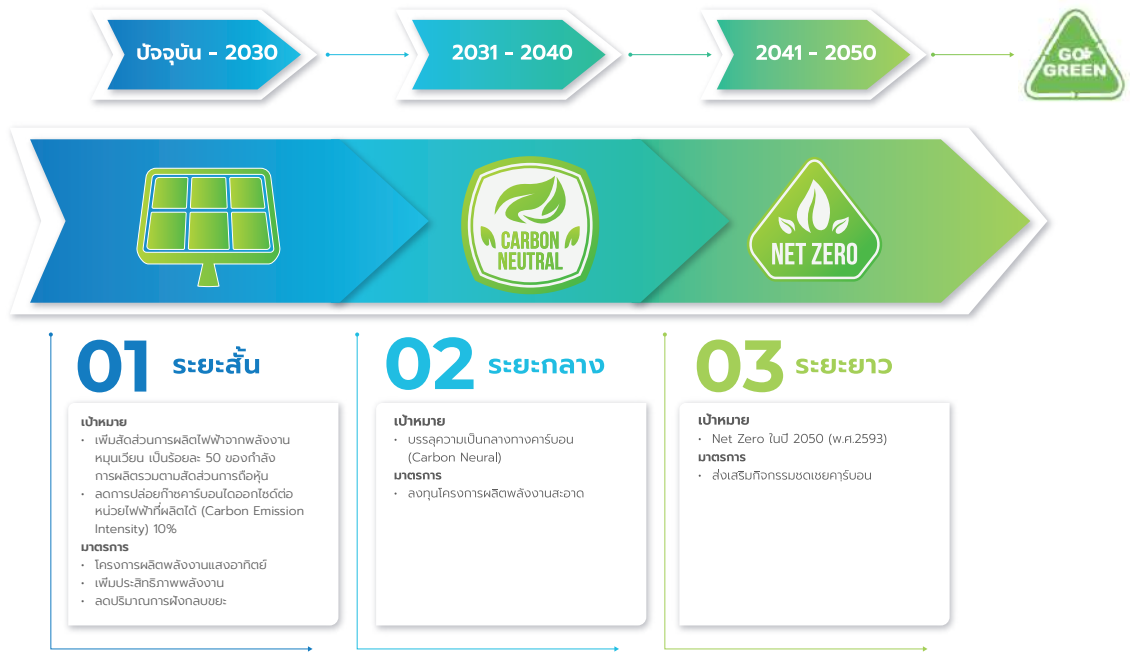 ปัจจุบัน - 2030
2031 - 2040
2041 - 2050
GO
GREEN
CARBON
NEUTRAL
NET ZERO
01 ระยะสั้น
เป้าหมาย
• เพิ่มสัดส่วนการผลิตไฟฟ้าจากพลังงาน
หมุนเวียน เป็นร้อยละ 50 ของกำลัง
การผลิตรวมตามสัดส่วนการถือหุ้น
• ลดการปล่อยก๊าซคาร์บอนไดออกไซด์ต่อ
หน่วยไฟฟ้าที่ผลิตได้ (Carbon Emission
Intensity) 10%
มาตรการ
• โครงการผลิตพลังงานแสงอาทิตย์
• เพิ่มประสิทธิภาพพลังงาน
• ลดปริมาณการฝังกลบขยะ
02 ระยะกลาง
เป้าหมาย
• บรรลุความเป็นกลางทางคาร์บอน
(Carbon Neural)
มาตรการ
• ลงทุนโครงการผลิตพลังงานสะอาด
03 ระยะยาว
เป้าหมาย
• Net Zero ในปี 2050 (พ.ศ.2593)
มาตรการ
• ส่งเสริมกิจกรรมชดเชยคาร์บอน